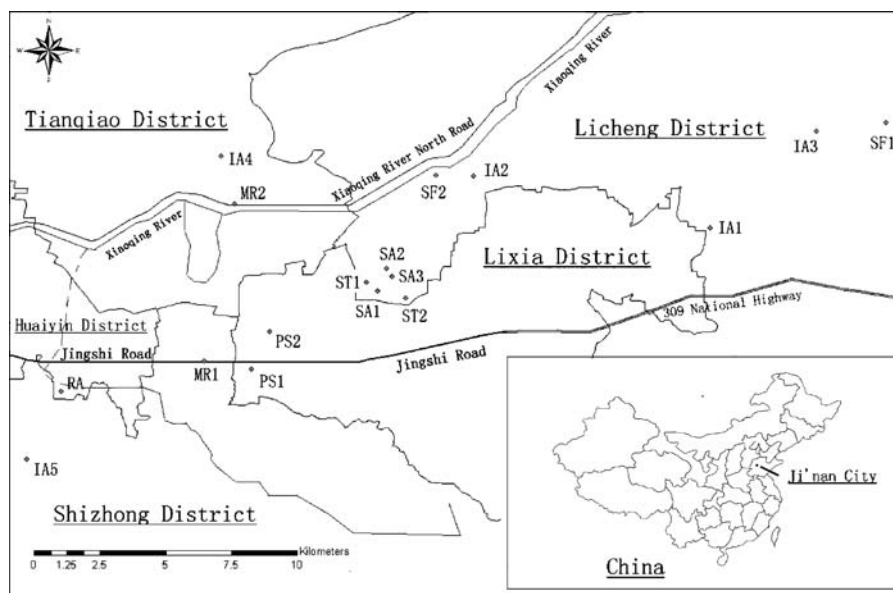 N
W E
Xiaoqing River
Tianqiao District
Licheng District
IA3
SF1
IA4
Xiaoqing River North Road
SF2
IA2
MR2
Xiaoqing River
IA1
Lixia District
SA2
SA3
ST1
SA1
ST2
309 National Highway
Huaiyin District
PS2
Jingshi Road
Jingshi Road
MR1
PS1
RA
IA5
Ji'nan City
Shizhong District
Kilometers
0 1.25 2.5 5 7.5 10
China